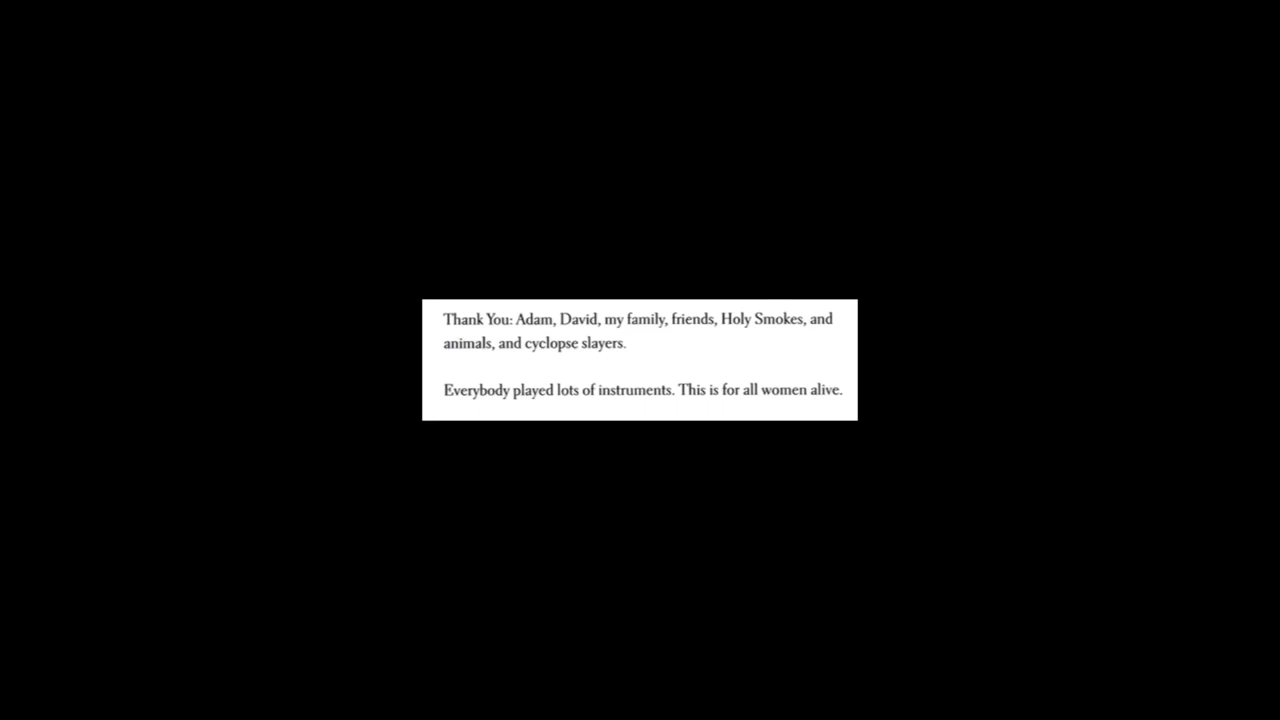 Thank You: Adam, David, my family, friends, Holy Smokes, and
animals, and cyclopse slayers.
Everybody played lots of instruments. This is for all women alive.